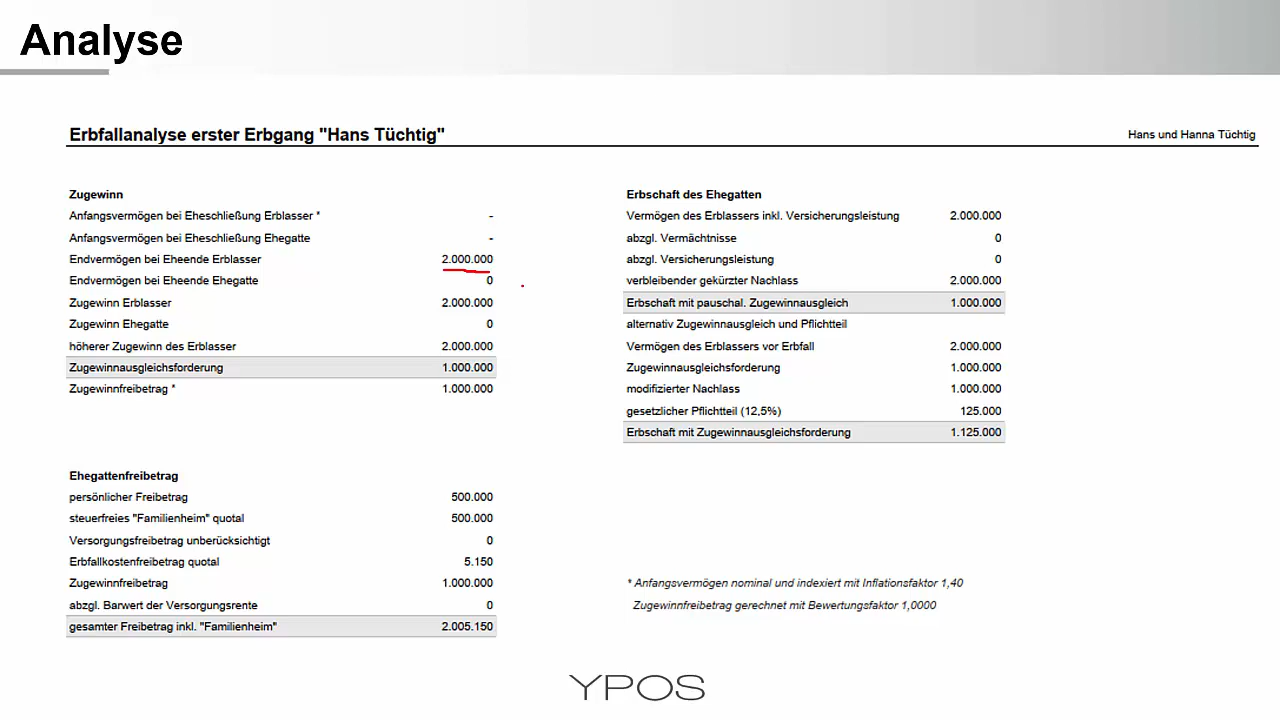 Analyse
Erbfallanalyse erster Erbgang "Hans Tüchtig"
Hans und Hanna Tüchtig
Zugewinn
Anfangsvermögen bei Eheschließung Erblasser * -
Anfangsvermögen bei Eheschließung Ehegatte -
Endvermögen bei Eheende Erblasser 2.000.000
Endvermögen bei Eheende Ehegatte 0
Zugewinn Erblasser 2.000.000
Zugewinn Ehegatte 0
höherer Zugewinn des Erblasser 2.000.000
Zugewinnausgleichsforderung 1.000.000
Zugewinnfreibetrag * 1.000.000
Ehegattenfreibetrag
persönlicher Freibetrag 500.000
steuerfreies "Familienheim" quotal 500.000
Versorgungsfreibetrag unberücksichtigt 0
Erbfallkostenfreibetrag quotal 5.150
Zugewinnfreibetrag 1.000.000
abzgl. Barwert der Versorgungsrente 0
gesamter Freibetrag inkl. "Familienheim" 2.005.150
Erbschaft des Ehegatten
Vermögen des Erblassers inkl. Versicherungsleistung 2.000.000
abzgl. Vermächtnisse 0
abzgl. Versicherungsleistung 0
verbleibender gekürzter Nachlass 2.000.000
Erbschaft mit pauschal. Zugewinnausgleich 1.000.000
alternativ Zugewinnausgleich und Pflichtteil
Vermögen des Erblassers vor Erbfall 2.000.000
Zugewinnausgleichsforderung 1.000.000
modifizierter Nachlass 1.000.000
gesetzlicher Pflichtteil (12,5%) 125.000
Erbschaft mit Zugewinnausgleichsforderung 1.125.000
* Anfangsvermögen nominal und indexiert mit Inflationsfaktor 1,40
Zugewinnfreibetrag gerechnet mit Bewertungsfaktor 1,0000
YPOS